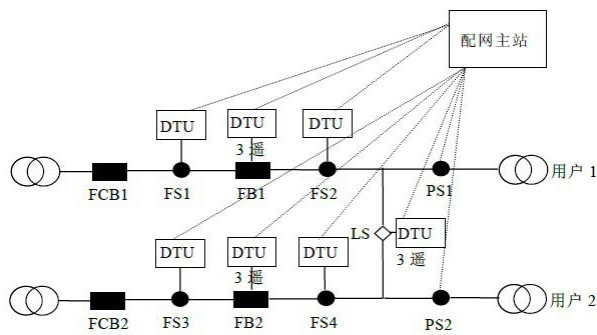 配网主站
DTU
DTU
DTU
3 遥
FCB1
FS1
FB1
FS2
PS1
用户 1
LS
DTU
3 遥
DTU
DTU
DTU
3 遥
FCB2
FS3
FB2
FS4
PS2
用户 2